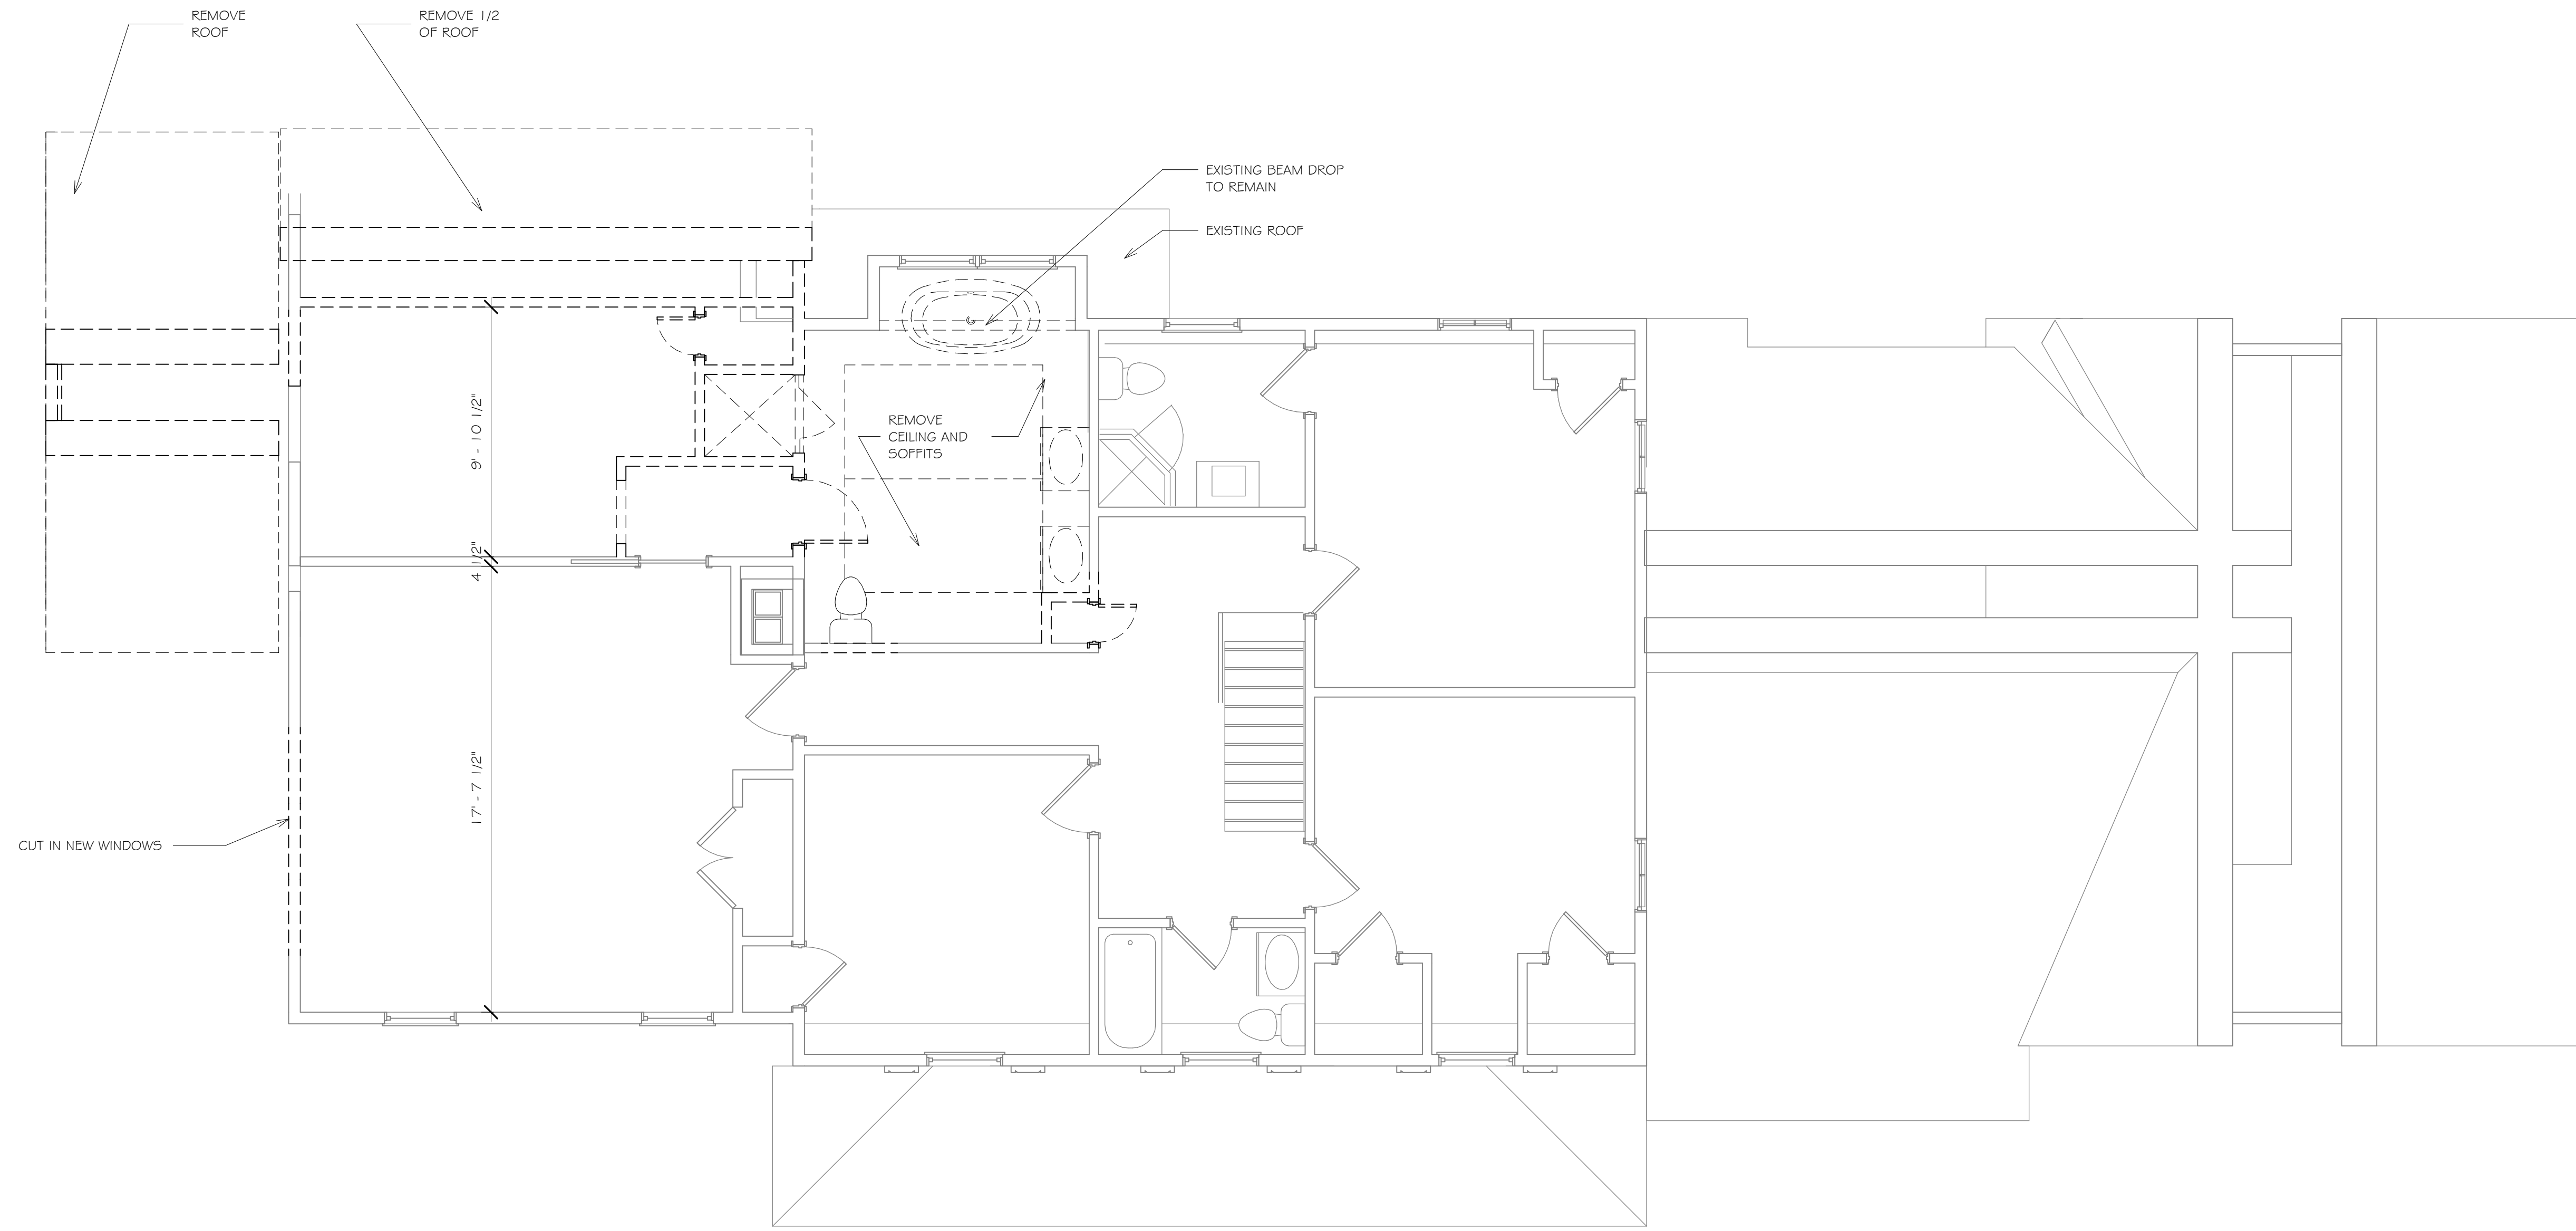 REMOVE
ROOF
REMOVE 1/2
OF ROOF
EXISTING BEAM DROP
TO REMAIN
EXISTING ROOF
REMOVE
CEILING AND
SOFFITS
9' - 10 1/2"
4 1/2"
17' - 7 1/2"
CUT IN NEW WINDOWS